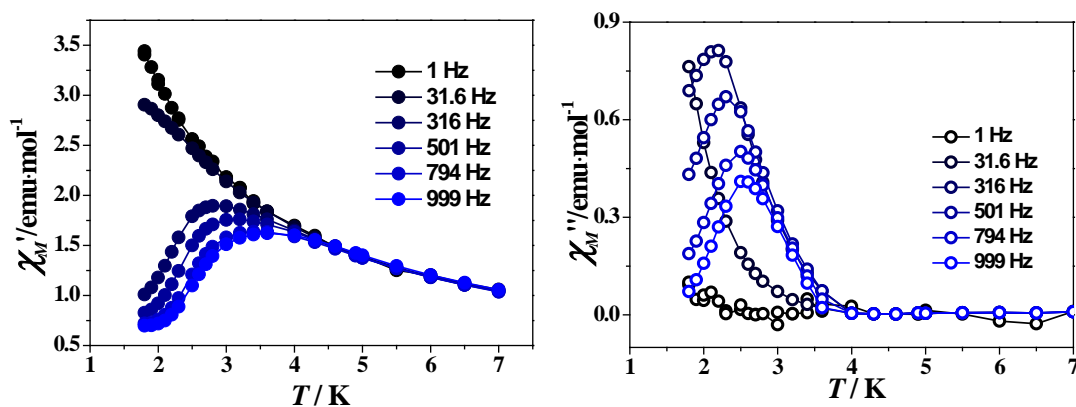 χM'/emu·mol⁻¹
3.5
3.0
2.5
2.0
1.5
1.0
0.5
1 2 3 4 5 6 7
T / K
1 Hz
31.6 Hz
316 Hz
501 Hz
794 Hz
999 Hz
χM''/emu·mol⁻¹
0.9
0.6
0.3
0.0
1 2 3 4 5 6 7
T / K
1 Hz
31.6 Hz
316 Hz
501 Hz
794 Hz
999 Hz